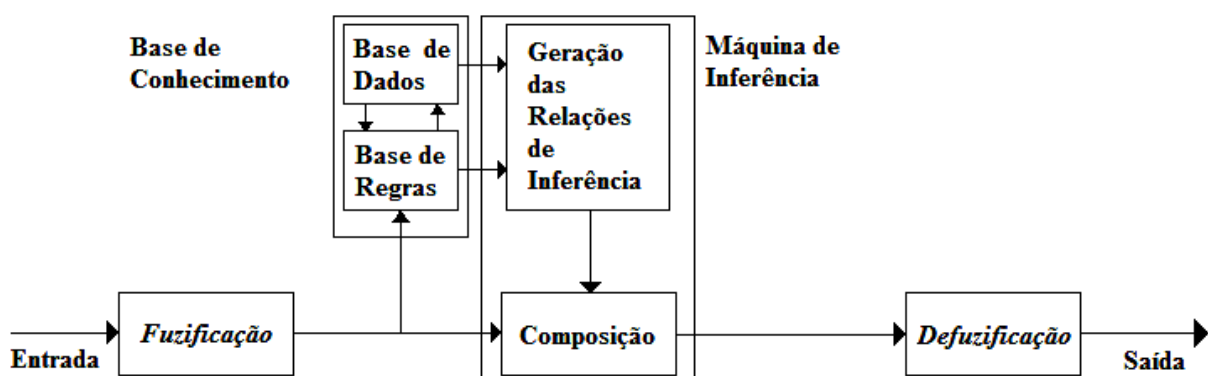 Base de
Conhecimento
Base de
Dados
Base de
Regras
Geração
das
Relações
de
Inferência
Máquina de
Inferência
Entrada
Fuzificação
Composição
Defuzificação
Saída